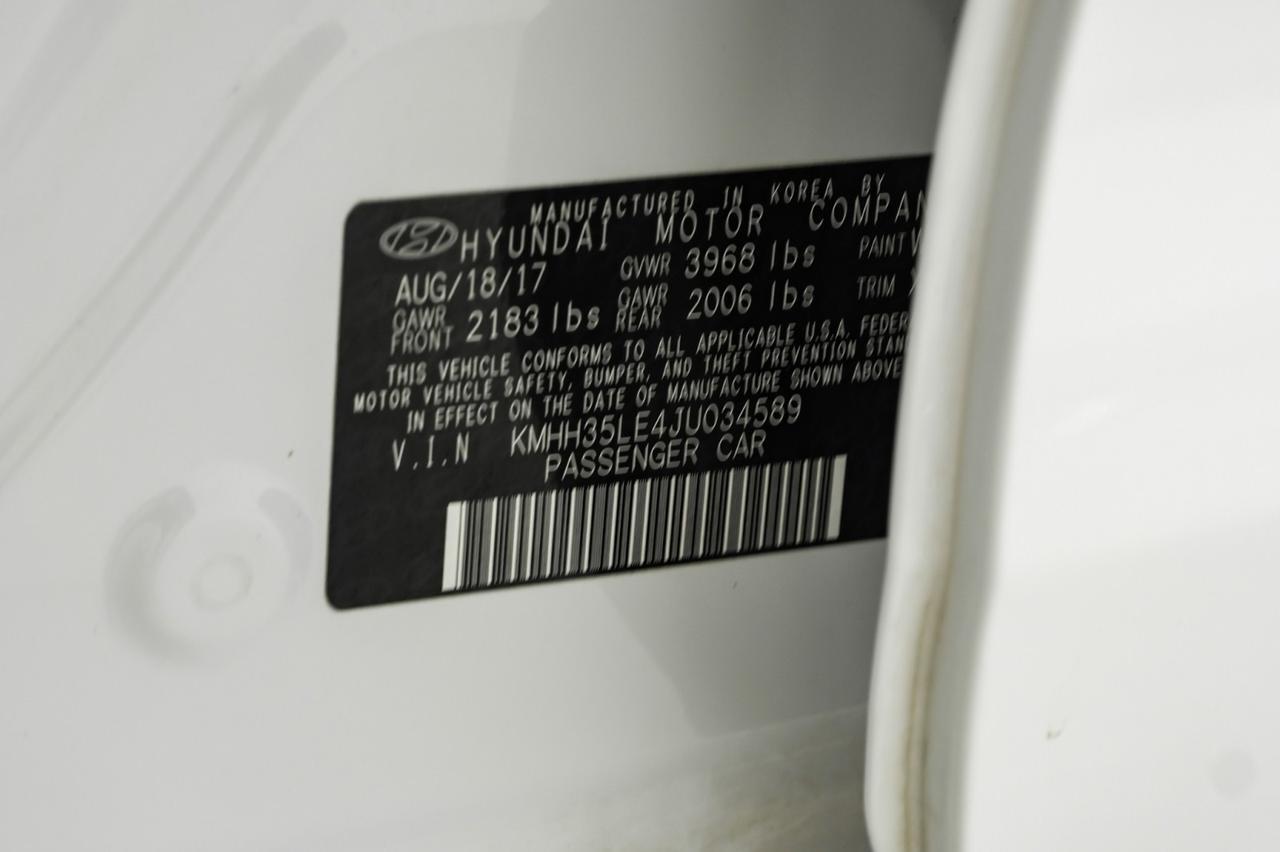 MANUFACTURED IN KOREA BY
HYUNDAI MOTOR COMPAN
AUG/18/17 GVWR 3968 lbs PAINT
GAWR FRONT 2183 lbs GAWR REAR 2006 lbs TRIM
THIS VEHICLE CONFORMS TO ALL APPLICABLE U.S.A. FEDER
MOTOR VEHICLE SAFETY, BUMPER, AND THEFT PREVENTION STAN
IN EFFECT ON THE DATE OF MANUFACTURE SHOWN ABOVE
V.I.N KMHH35LE4JU034589
PASSENGER CAR